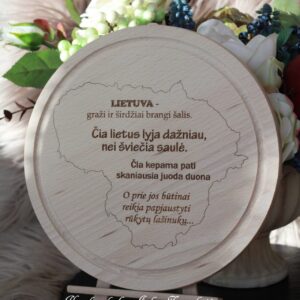 LIETUVA -
graži ir širdžiai brangi šalis.
Čia lietus lyja dažniau,
nei šviečia saulė.
Čia kepama pati
skaniausia juoda duona
O prie jos būtinai
reikia papjaustyti
rūkytų lašinukų...